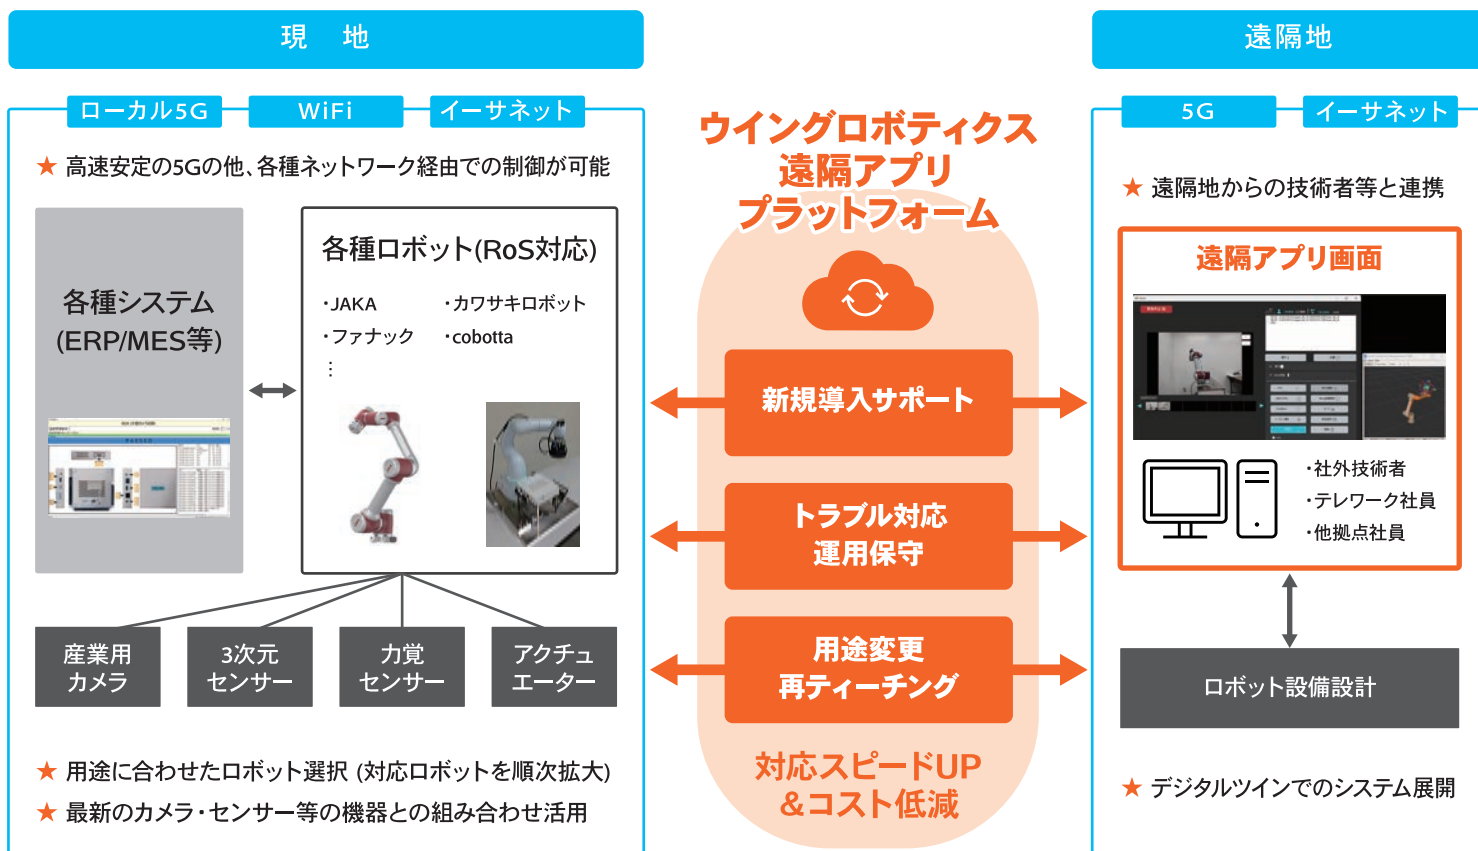 現 地
ローカル5G
WiFi
イーサネット
★ 高速安定の5Gの他、各種ネットワーク経由での制御が可能
各種システム
(ERP/MES等)
各種ロボット(RoS対応)
・JAKA
・カワサキロボット
・ファナック
・cobotta
⋮
産業用
カメラ
3次元
センサー
力覚
センサー
アクチュ
エーター
★ 用途に合わせたロボット選択 (対応ロボットを順次拡大)
★ 最新のカメラ・センサー等の機器との組み合わせ活用
ウイングロボティクス
遠隔アプリ
プラットフォーム
新規導入サポート
トラブル対応
運用保守
用途変更
再ティーチング
対応スピードUP
&コスト低減
遠隔地
5G
イーサネット
★ 遠隔地からの技術者等と連携
遠隔アプリ画面
・社外技術者
・テレワーク社員
・他拠点社員
ロボット設備設計
★ デジタルツインでのシステム展開